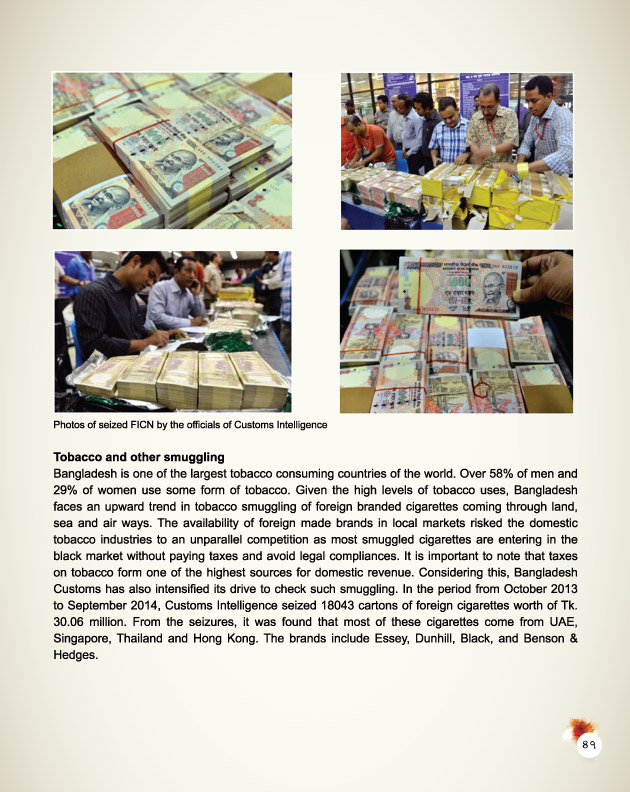 Photos of seized FICN by the officials of Customs Intelligence
Tobacco and other smuggling
Bangladesh is one of the largest tobacco consuming countries of the world. Over 58% of men and
29% of women use some form of tobacco. Given the high levels of tobacco uses, Bangladesh
faces an upward trend in tobacco smuggling of foreign branded cigarettes coming through land,
sea and air ways. The availability of foreign made brands in local markets risked the domestic
tobacco industries to an unparallel competition as most smuggled cigarettes are entering in the
black market without paying taxes and avoid legal compliances. It is important to note that taxes
on tobacco form one of the highest sources for domestic revenue. Considering this, Bangladesh
Customs has also intensified its drive to check such smuggling. In the period from October 2013
to September 2014, Customs Intelligence seized 18043 cartons of foreign cigarettes worth of Tk.
30.06 million. From the seizures, it was found that most of these cigarettes come from UAE,
Singapore, Thailand and Hong Kong. The brands include Essey, Dunhill, Black, and Benson &
Hedges.
৪৭